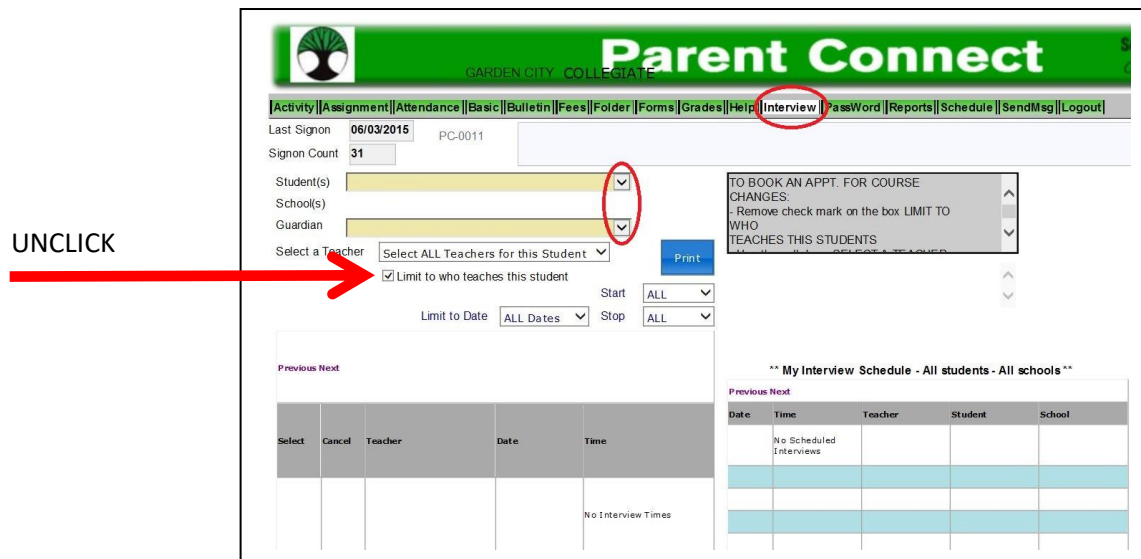 Parent Connect
GARDEN CITY COLLEGIATE
Activity||Assignment||Attendance||Basic||Bulletin||Fees||Folder||Forms||Grades||Help||Interview||PassWord||Reports||Schedule||SendMsg||Logout|
Last Signon 06/03/2015 PC-0011
Signon Count 31
Student(s)
School(s)
Guardian
TO BOOK AN APPT. FOR COURSE
CHANGES:
- Remove check mark on the box LIMIT TO
WHO
TEACHES THIS STUDENTS
UNCLICK
Select a Teacher Select ALL Teachers for this Student
Print
Limit to who teaches this student
Start ALL
Limit to Date ALL Dates Stop ALL
Previous Next
Select Cancel Teacher Date Time
No Interview Times
** My Interview Schedule - All students - All schools **
Previous Next
Date Time Teacher Student School
No Scheduled
Interviews